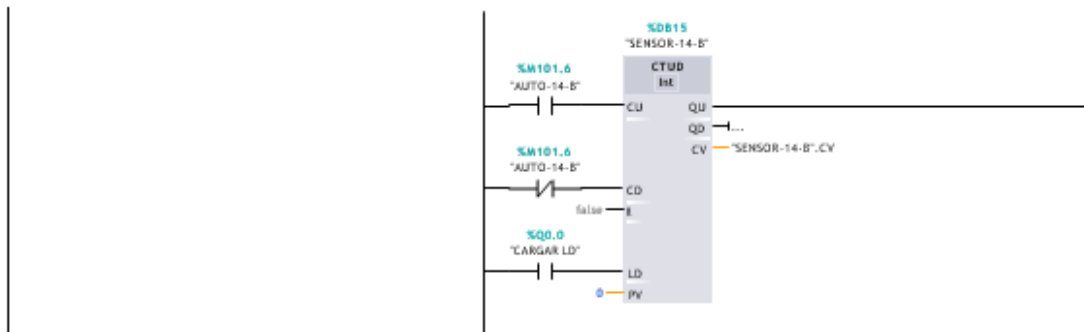 %DB15
"SENSOR-14-B"
CTUD
Int
%M101.6
"AUTO-14-B"
CU QU
QD ...
CV "SENSOR-14-B".CV
%M101.6
"AUTO-14-B"
CD
false R
%Q0.0
"CARGAR LD"
LD
0 PV